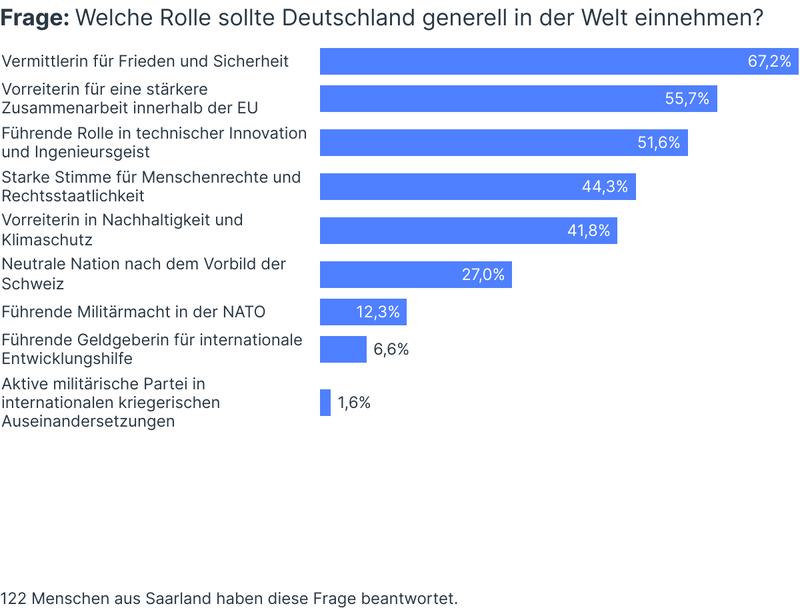 Frage: Welche Rolle sollte Deutschland generell in der Welt einnehmen?
Vermittlerin für Frieden und Sicherheit
67,2%
Vorreiterin für eine stärkere
Zusammenarbeit innerhalb der EU
55,7%
Führende Rolle in technischer Innovation
und Ingenieursgeist
51,6%
Starke Stimme für Menschenrechte und
Rechtsstaatlichkeit
44,3%
Vorreiterin in Nachhaltigkeit und
Klimaschutz
41,8%
Neutrale Nation nach dem Vorbild der
Schweiz
27,0%
Führende Militärmacht in der NATO
12,3%
Führende Geldgeberin für internationale
Entwicklungshilfe
6,6%
Aktive militärische Partei in
internationalen kriegerischen
Auseinandersetzungen
1,6%
122 Menschen aus Saarland haben diese Frage beantwortet.